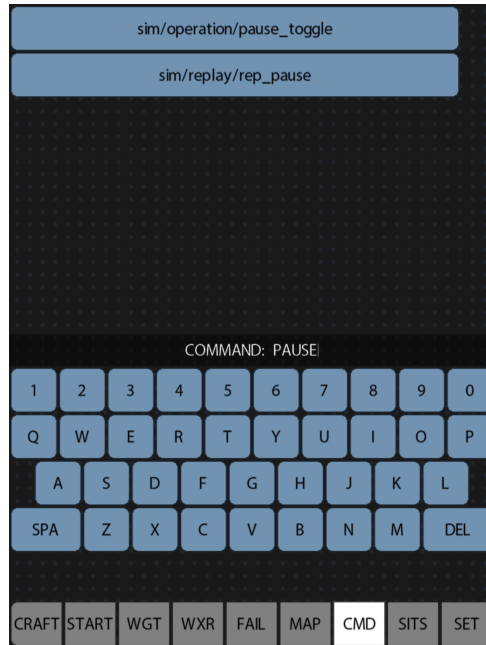 sim/operation/pause_toggle
sim/replay/rep_pause
COMMAND: PAUSE
1 2 3 4 5 6 7 8 9 0
Q W E R T Y U I O P
A S D F G H J K L
SPA Z X C V B N M DEL
CRAFT START WGT WXR FAIL MAP CMD SITS SET